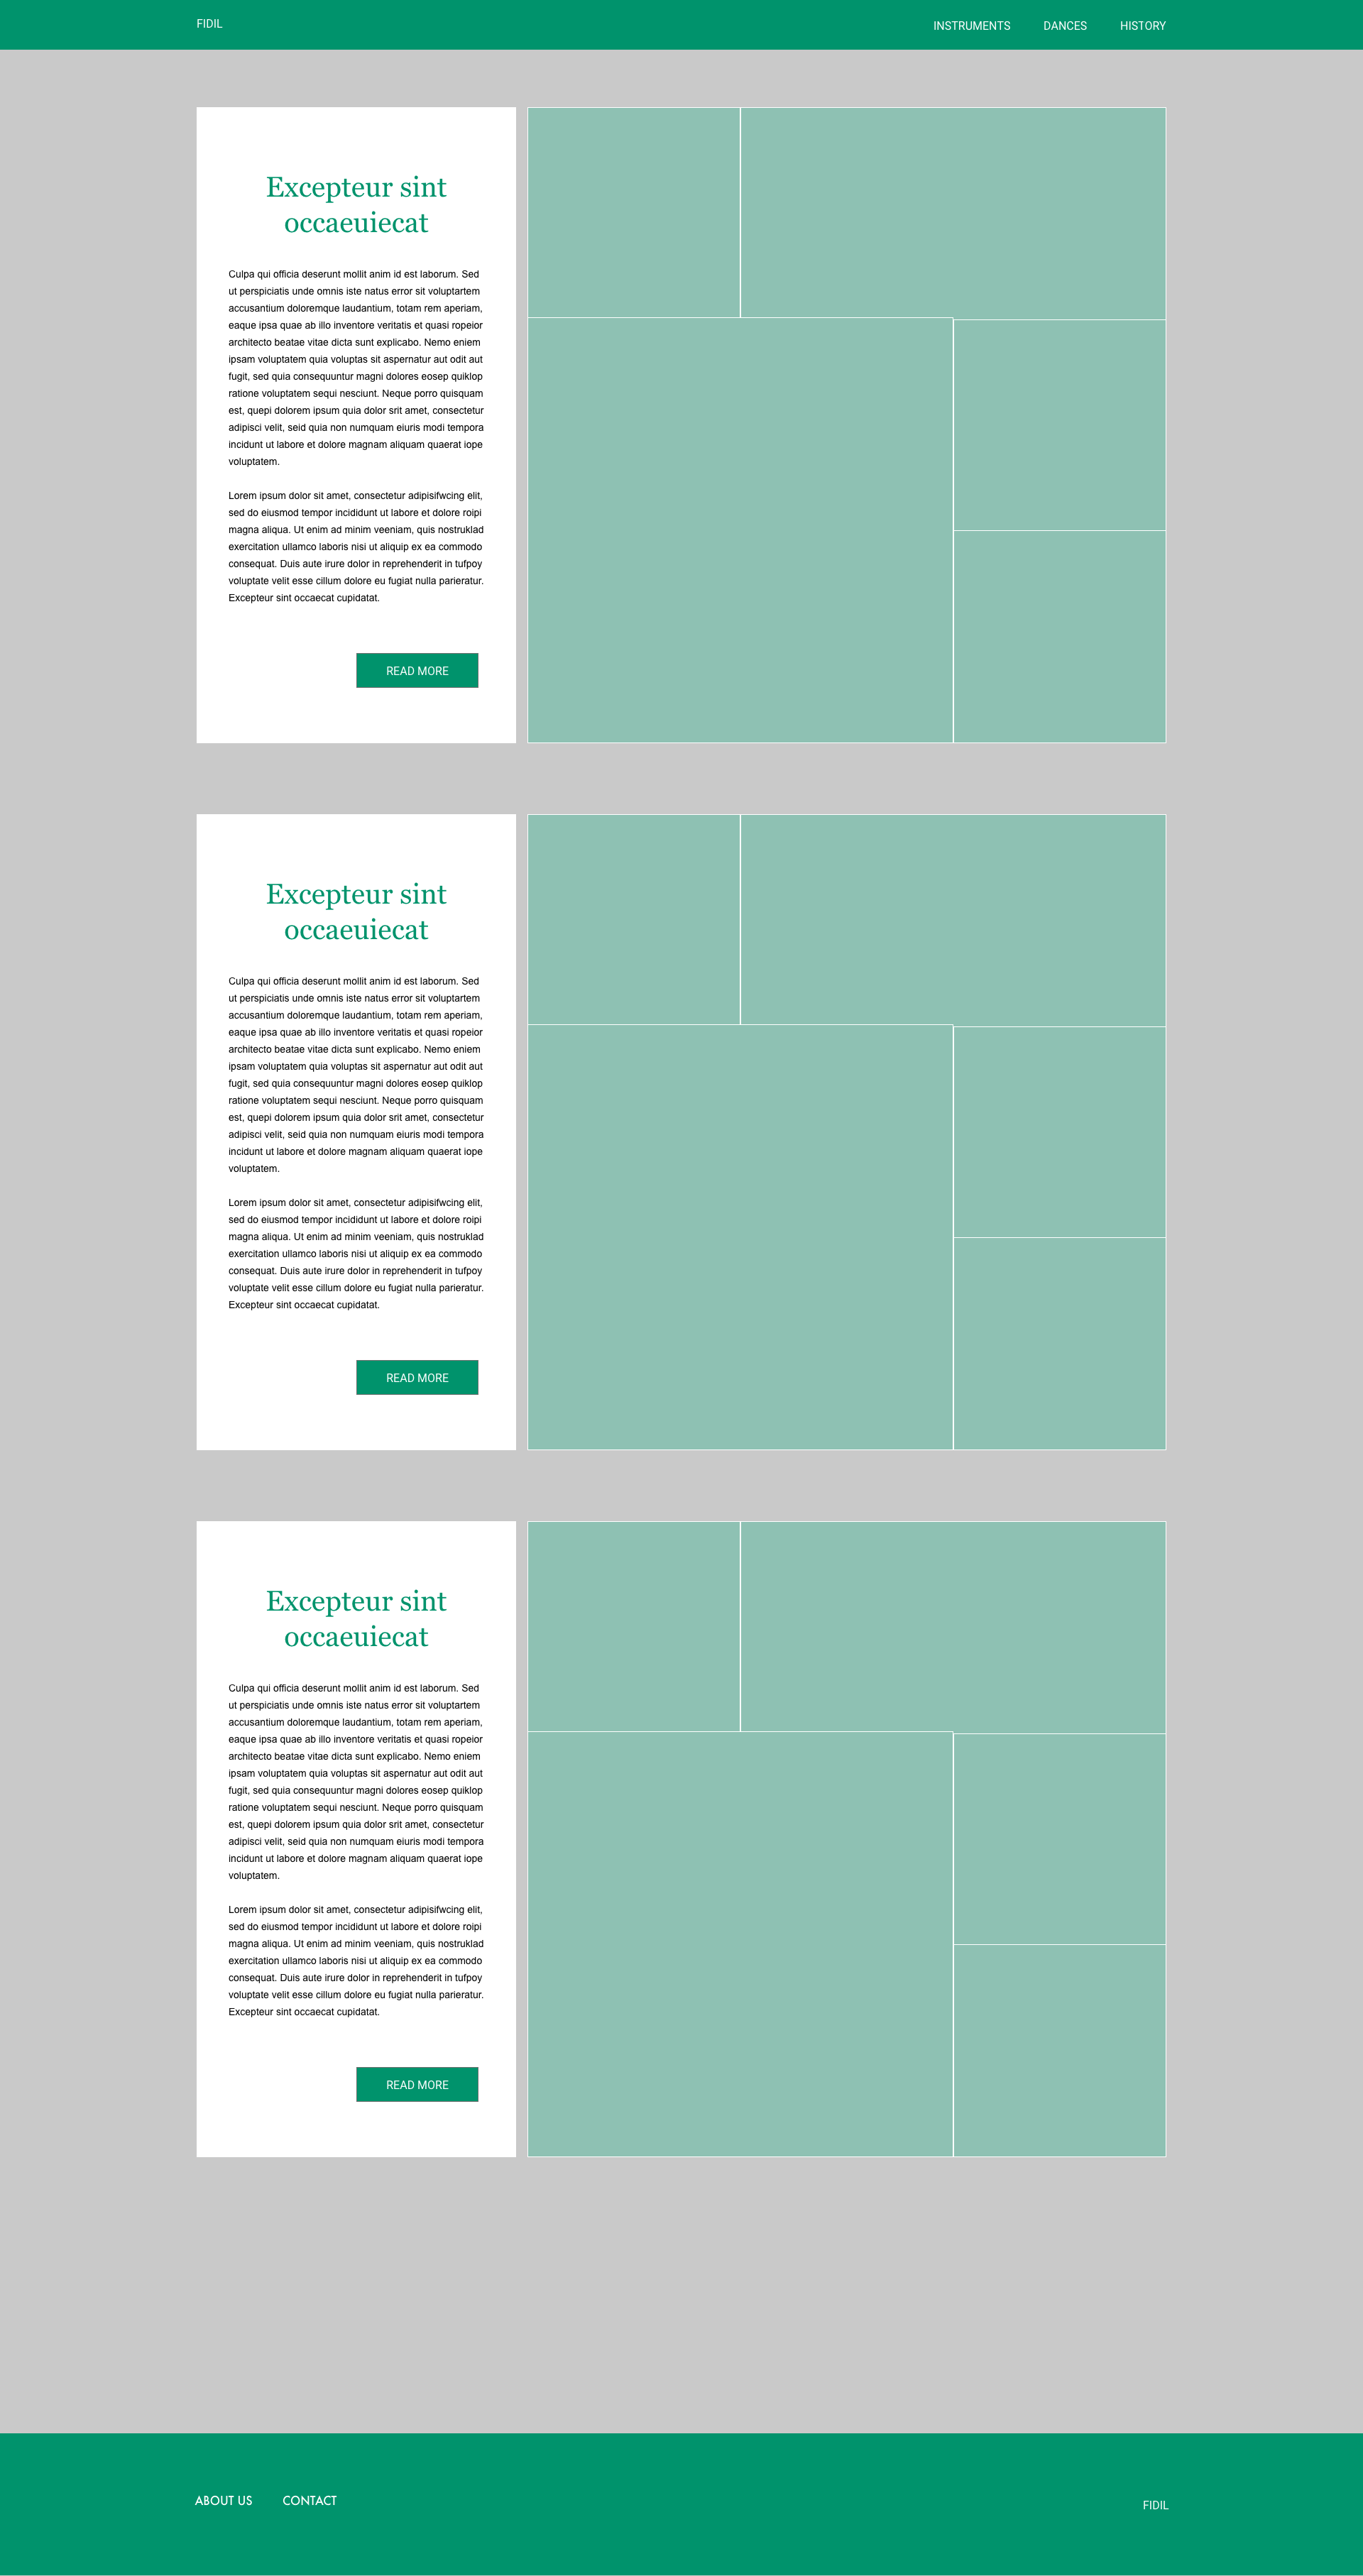 FIDIL
INSTRUMENTS
DANCES
HISTORY
Excepteur sint
occaeuiecat
Culpa qui officia deserunt mollit anim id est laborum. Sed
ut perspiciatis unde omnis iste natus error sit voluptartem
accusantium doloremque laudantium, totam rem aperiam,
eaque ipsa quae ab illo inventore veritatis et quasi ropeior
architecto beatae vitae dicta sunt explicabo. Nemo eniem
ipsam voluptatem quia voluptas sit aspernatur aut odit aut
fugit, sed quia consequuntur magni dolores eosep quiklop
ratione voluptatem sequi nesciunt. Neque porro quisquam
est, quepi dolorem ipsum quia dolor srit amet, consectetur
adipisci velit, seid quia non numquam eiuris modi tempora
incidunt ut labore et dolore magnam aliquam quaerat iope
voluptatem.
Lorem ipsum dolor sit amet, consectetur adipisifwcing elit,
sed do eiusmod tempor incididunt ut labore et dolore roipi
magna aliqua. Ut enim ad minim veeniam, quis nostruklad
exercitation ullamco laboris nisi ut aliquip ex ea commodo
consequat. Duis aute irure dolor in reprehenderit in tufpoy
voluptate velit esse cillum dolore eu fugiat nulla parieratur.
Excepteur sint occaecat cupidatat.
READ MORE
Excepteur sint
occaeuiecat
Culpa qui officia deserunt mollit anim id est laborum. Sed
ut perspiciatis unde omnis iste natus error sit voluptartem
accusantium doloremque laudantium, totam rem aperiam,
eaque ipsa quae ab illo inventore veritatis et quasi ropeior
architecto beatae vitae dicta sunt explicabo. Nemo eniem
ipsam voluptatem quia voluptas sit aspernatur aut odit aut
fugit, sed quia consequuntur magni dolores eosep quiklop
ratione voluptatem sequi nesciunt. Neque porro quisquam
est, quepi dolorem ipsum quia dolor srit amet, consectetur
adipisci velit, seid quia non numquam eiuris modi tempora
incidunt ut labore et dolore magnam aliquam quaerat iope
voluptatem.
Lorem ipsum dolor sit amet, consectetur adipisifwcing elit,
sed do eiusmod tempor incididunt ut labore et dolore roipi
magna aliqua. Ut enim ad minim veeniam, quis nostruklad
exercitation ullamco laboris nisi ut aliquip ex ea commodo
consequat. Duis aute irure dolor in reprehenderit in tufpoy
voluptate velit esse cillum dolore eu fugiat nulla parieratur.
Excepteur sint occaecat cupidatat.
READ MORE
Excepteur sint
occaeuiecat
Culpa qui officia deserunt mollit anim id est laborum. Sed
ut perspiciatis unde omnis iste natus error sit voluptartem
accusantium doloremque laudantium, totam rem aperiam,
eaque ipsa quae ab illo inventore veritatis et quasi ropeior
architecto beatae vitae dicta sunt explicabo. Nemo eniem
ipsam voluptatem quia voluptas sit aspernatur aut odit aut
fugit, sed quia consequuntur magni dolores eosep quiklop
ratione voluptatem sequi nesciunt. Neque porro quisquam
est, quepi dolorem ipsum quia dolor srit amet, consectetur
adipisci velit, seid quia non numquam eiuris modi tempora
incidunt ut labore et dolore magnam aliquam quaerat iope
voluptatem.
Lorem ipsum dolor sit amet, consectetur adipisifwcing elit,
sed do eiusmod tempor incididunt ut labore et dolore roipi
magna aliqua. Ut enim ad minim veeniam, quis nostruklad
exercitation ullamco laboris nisi ut aliquip ex ea commodo
consequat. Duis aute irure dolor in reprehenderit in tufpoy
voluptate velit esse cillum dolore eu fugiat nulla parieratur.
Excepteur sint occaecat cupidatat.
READ MORE
ABOUT US
CONTACT
FIDIL